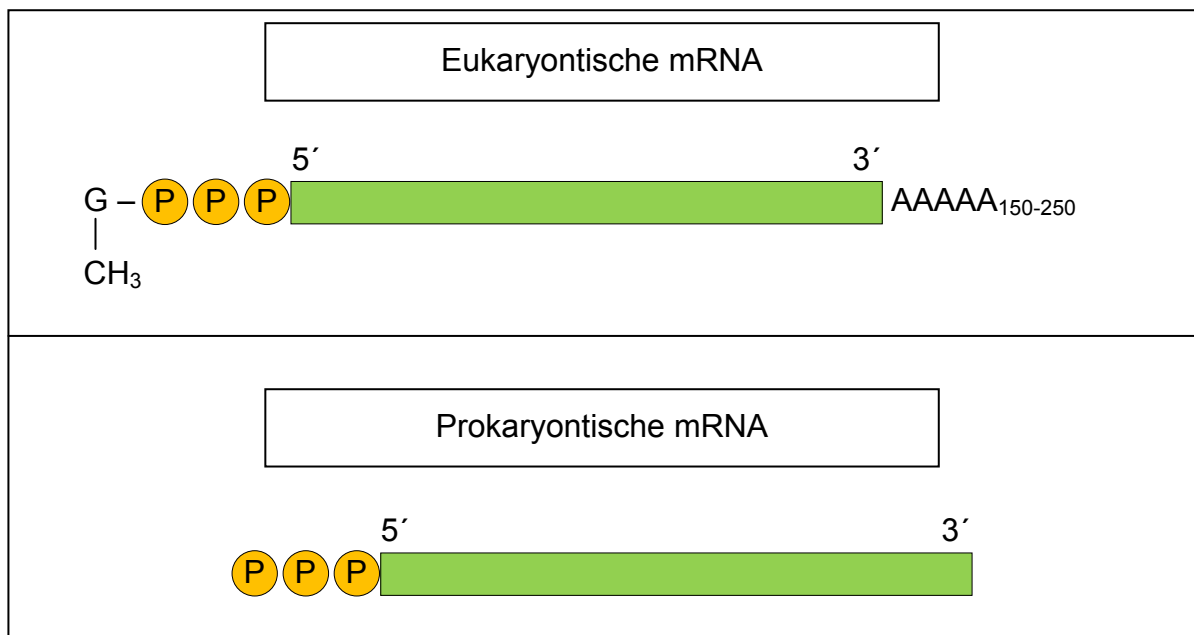 Eukaryontische mRNA
5´ 3´
G – P P P AAAAA150-250
CH3
Prokaryontische mRNA
5´ 3´
P P P